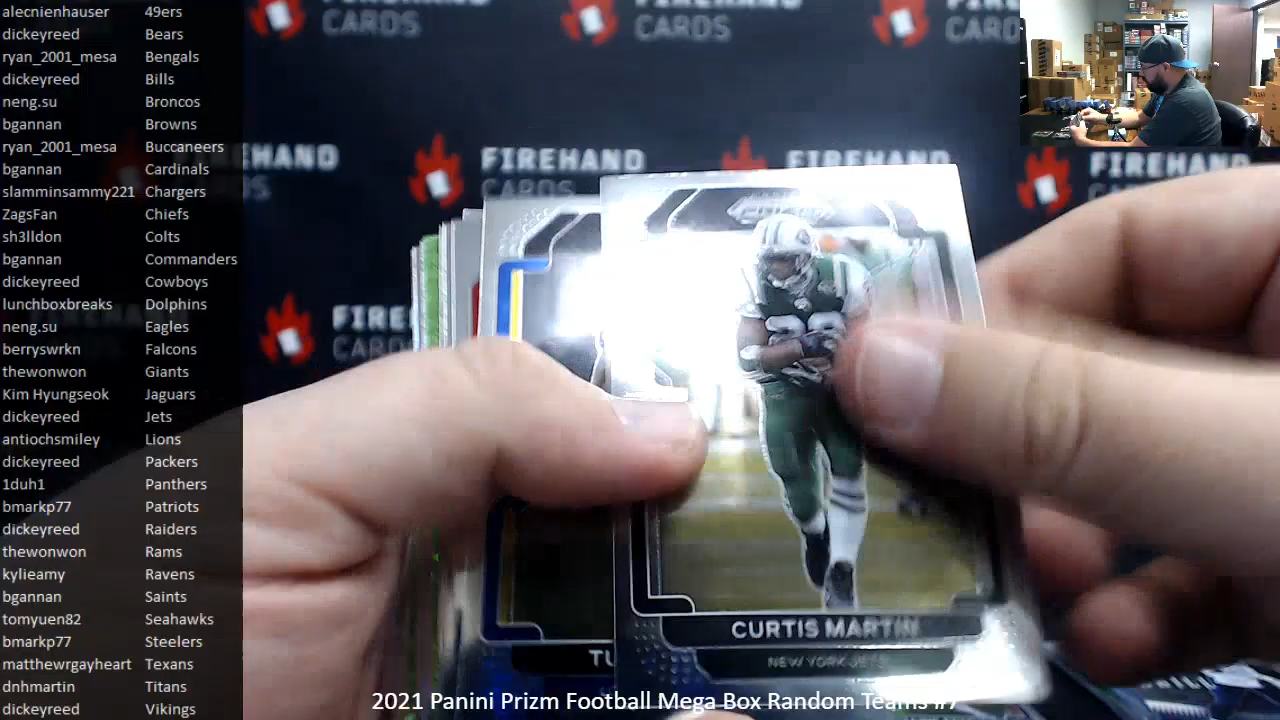 alecnienhauser 49ers
dickeyreed Bears
ryan_2001_mesa Bengals
dickeyreed Bills
neng.su Broncos
bgannan Browns
ryan_2001_mesa Buccaneers
bgannan Cardinals
slamminsammy221 Chargers
ZagsFan Chiefs
sh3lldon Colts
bgannan Commanders
dickeyreed Cowboys
lunchboxbreaks Dolphins
neng.su Eagles
berryswrkn Falcons
thewonwon Giants
Kim Hyungseok Jaguars
dickeyreed Jets
antiochsmiley Lions
dickeyreed Packers
1duh1 Panthers
bmarkp77 Patriots
dickeyreed Raiders
thewonwon Rams
kylieamy Ravens
bgannan Saints
tomyuen82 Seahawks
bmarkp77 Steelers
matthewrgayheart Texans
dnhmartin Titans
dickeyreed Vikings
CARDS
CARDS
FIREHAND
FIREHAND
FIREHAND
CURTIS MARTIN
NEW YORK JETS
2021 Panini Prizm Football Mega Box Random Teams #7